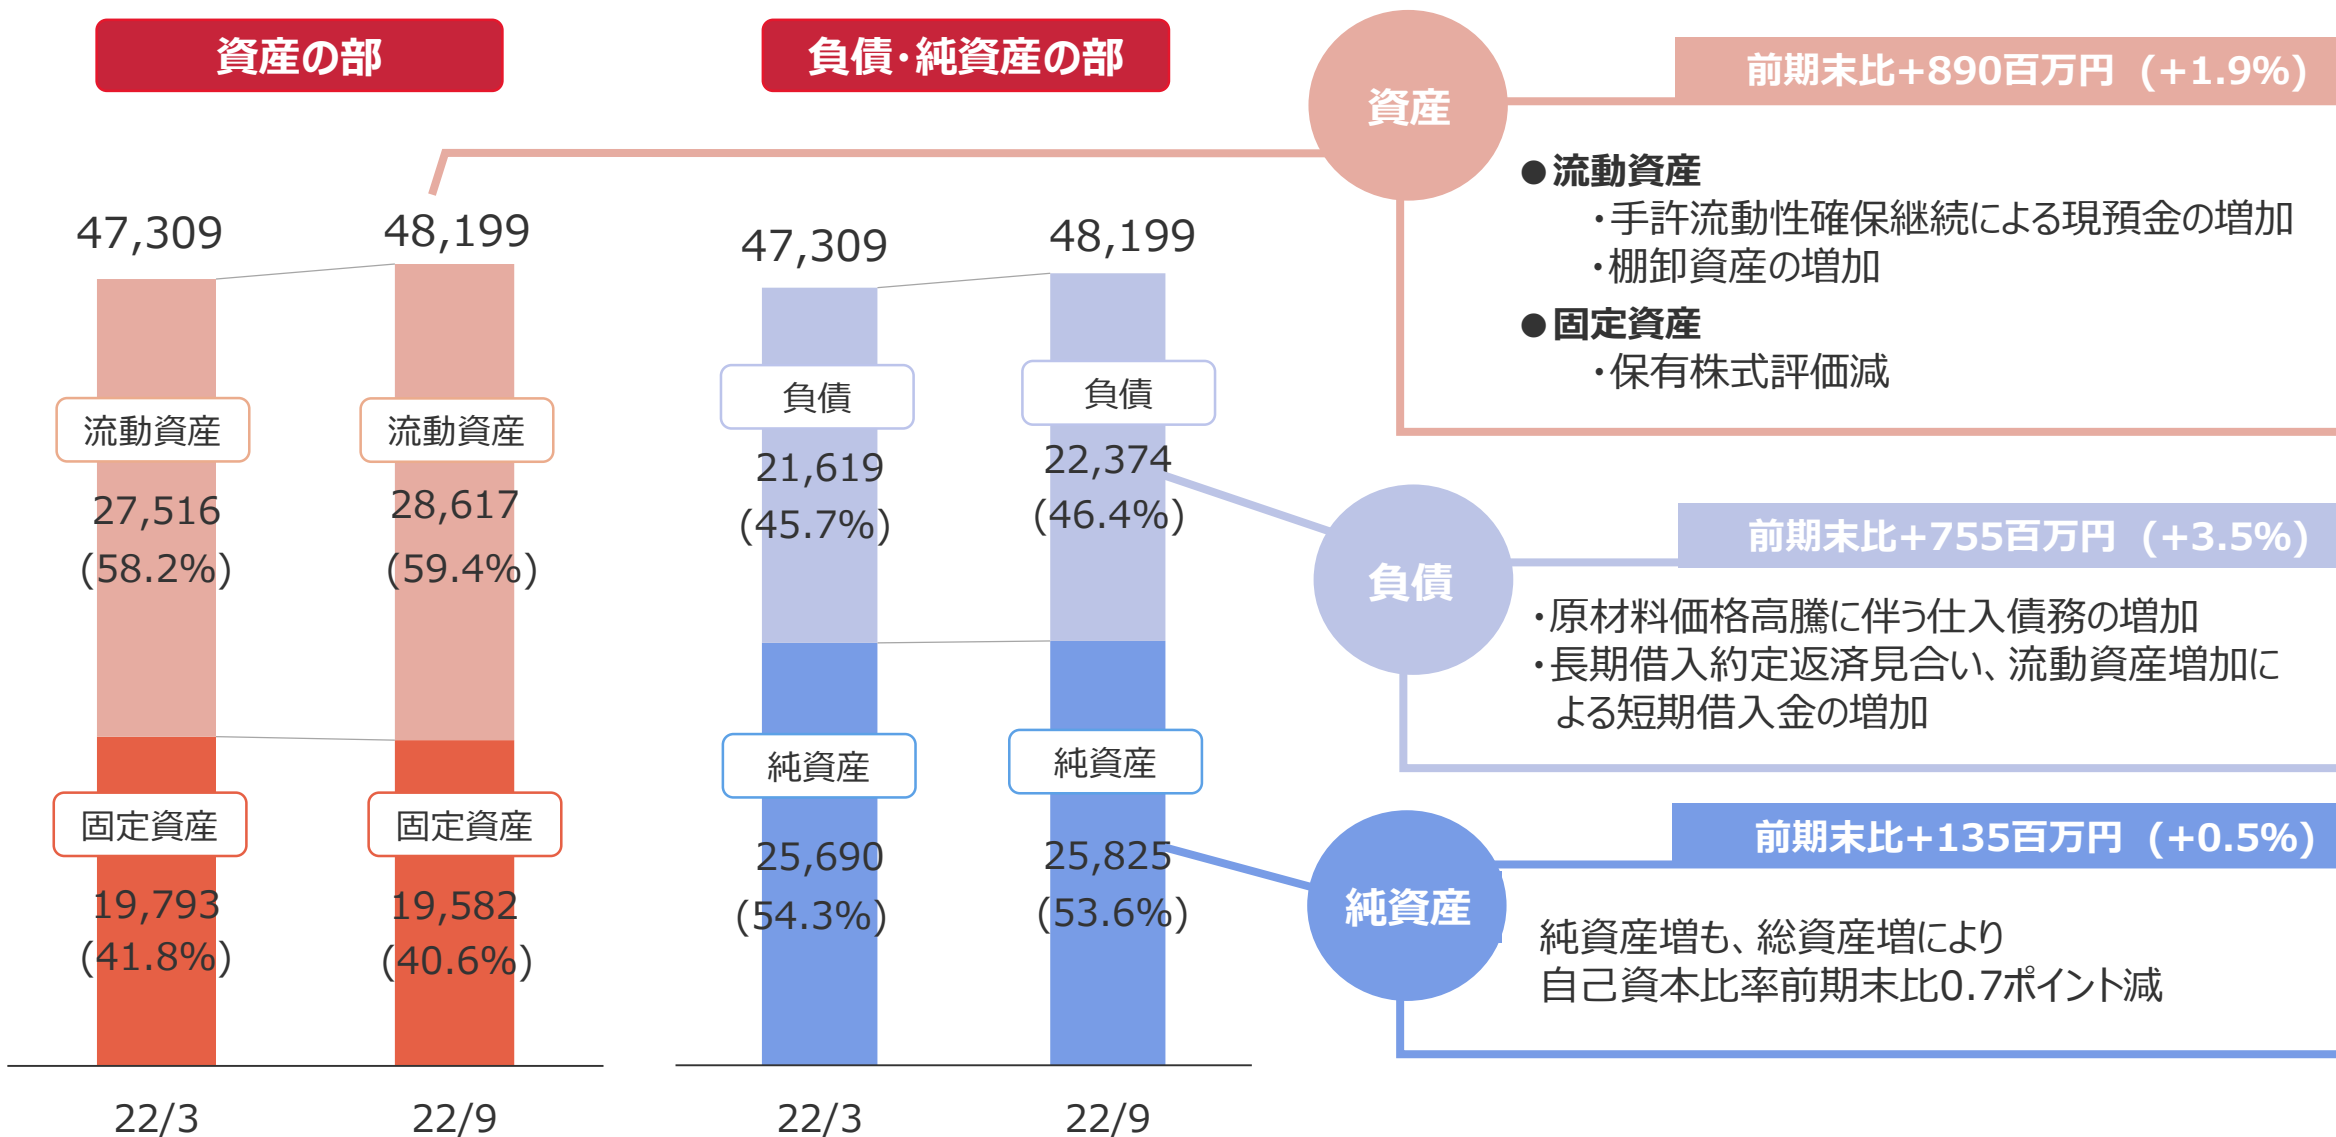 資産の部
47,309
48,199
流動資産
流動資産
27,516
(58.2%)
28,617
(59.4%)
固定資産
固定資産
19,793
(41.8%)
19,582
(40.6%)
22/3
22/9
負債・純資産の部
47,309
48,199
負債
負債
21,619
(45.7%)
22,374
(46.4%)
純資産
純資産
25,690
(54.3%)
25,825
(53.6%)
22/3
22/9
資産
前期末比+890百万円 (+1.9%)
●流動資産
・手許流動性確保継続による現預金の増加
・棚卸資産の増加
●固定資産
・保有株式評価減
負債
前期末比+755百万円 (+3.5%)
・原材料価格高騰に伴う仕入債務の増加
・長期借入約定返済見合い、流動資産増加に
よる短期借入金の増加
純資産
前期末比+135百万円 (+0.5%)
純資産増も、総資産増により
自己資本比率前期末比0.7ポイント減